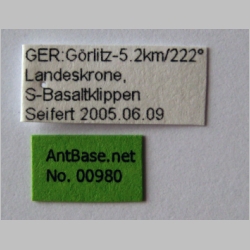 GER:Görlitz-5.2km/222°
Landeskrone,
S-Basaltklippen
Seifert 2005.06.09
AntBase.net
No. 00980